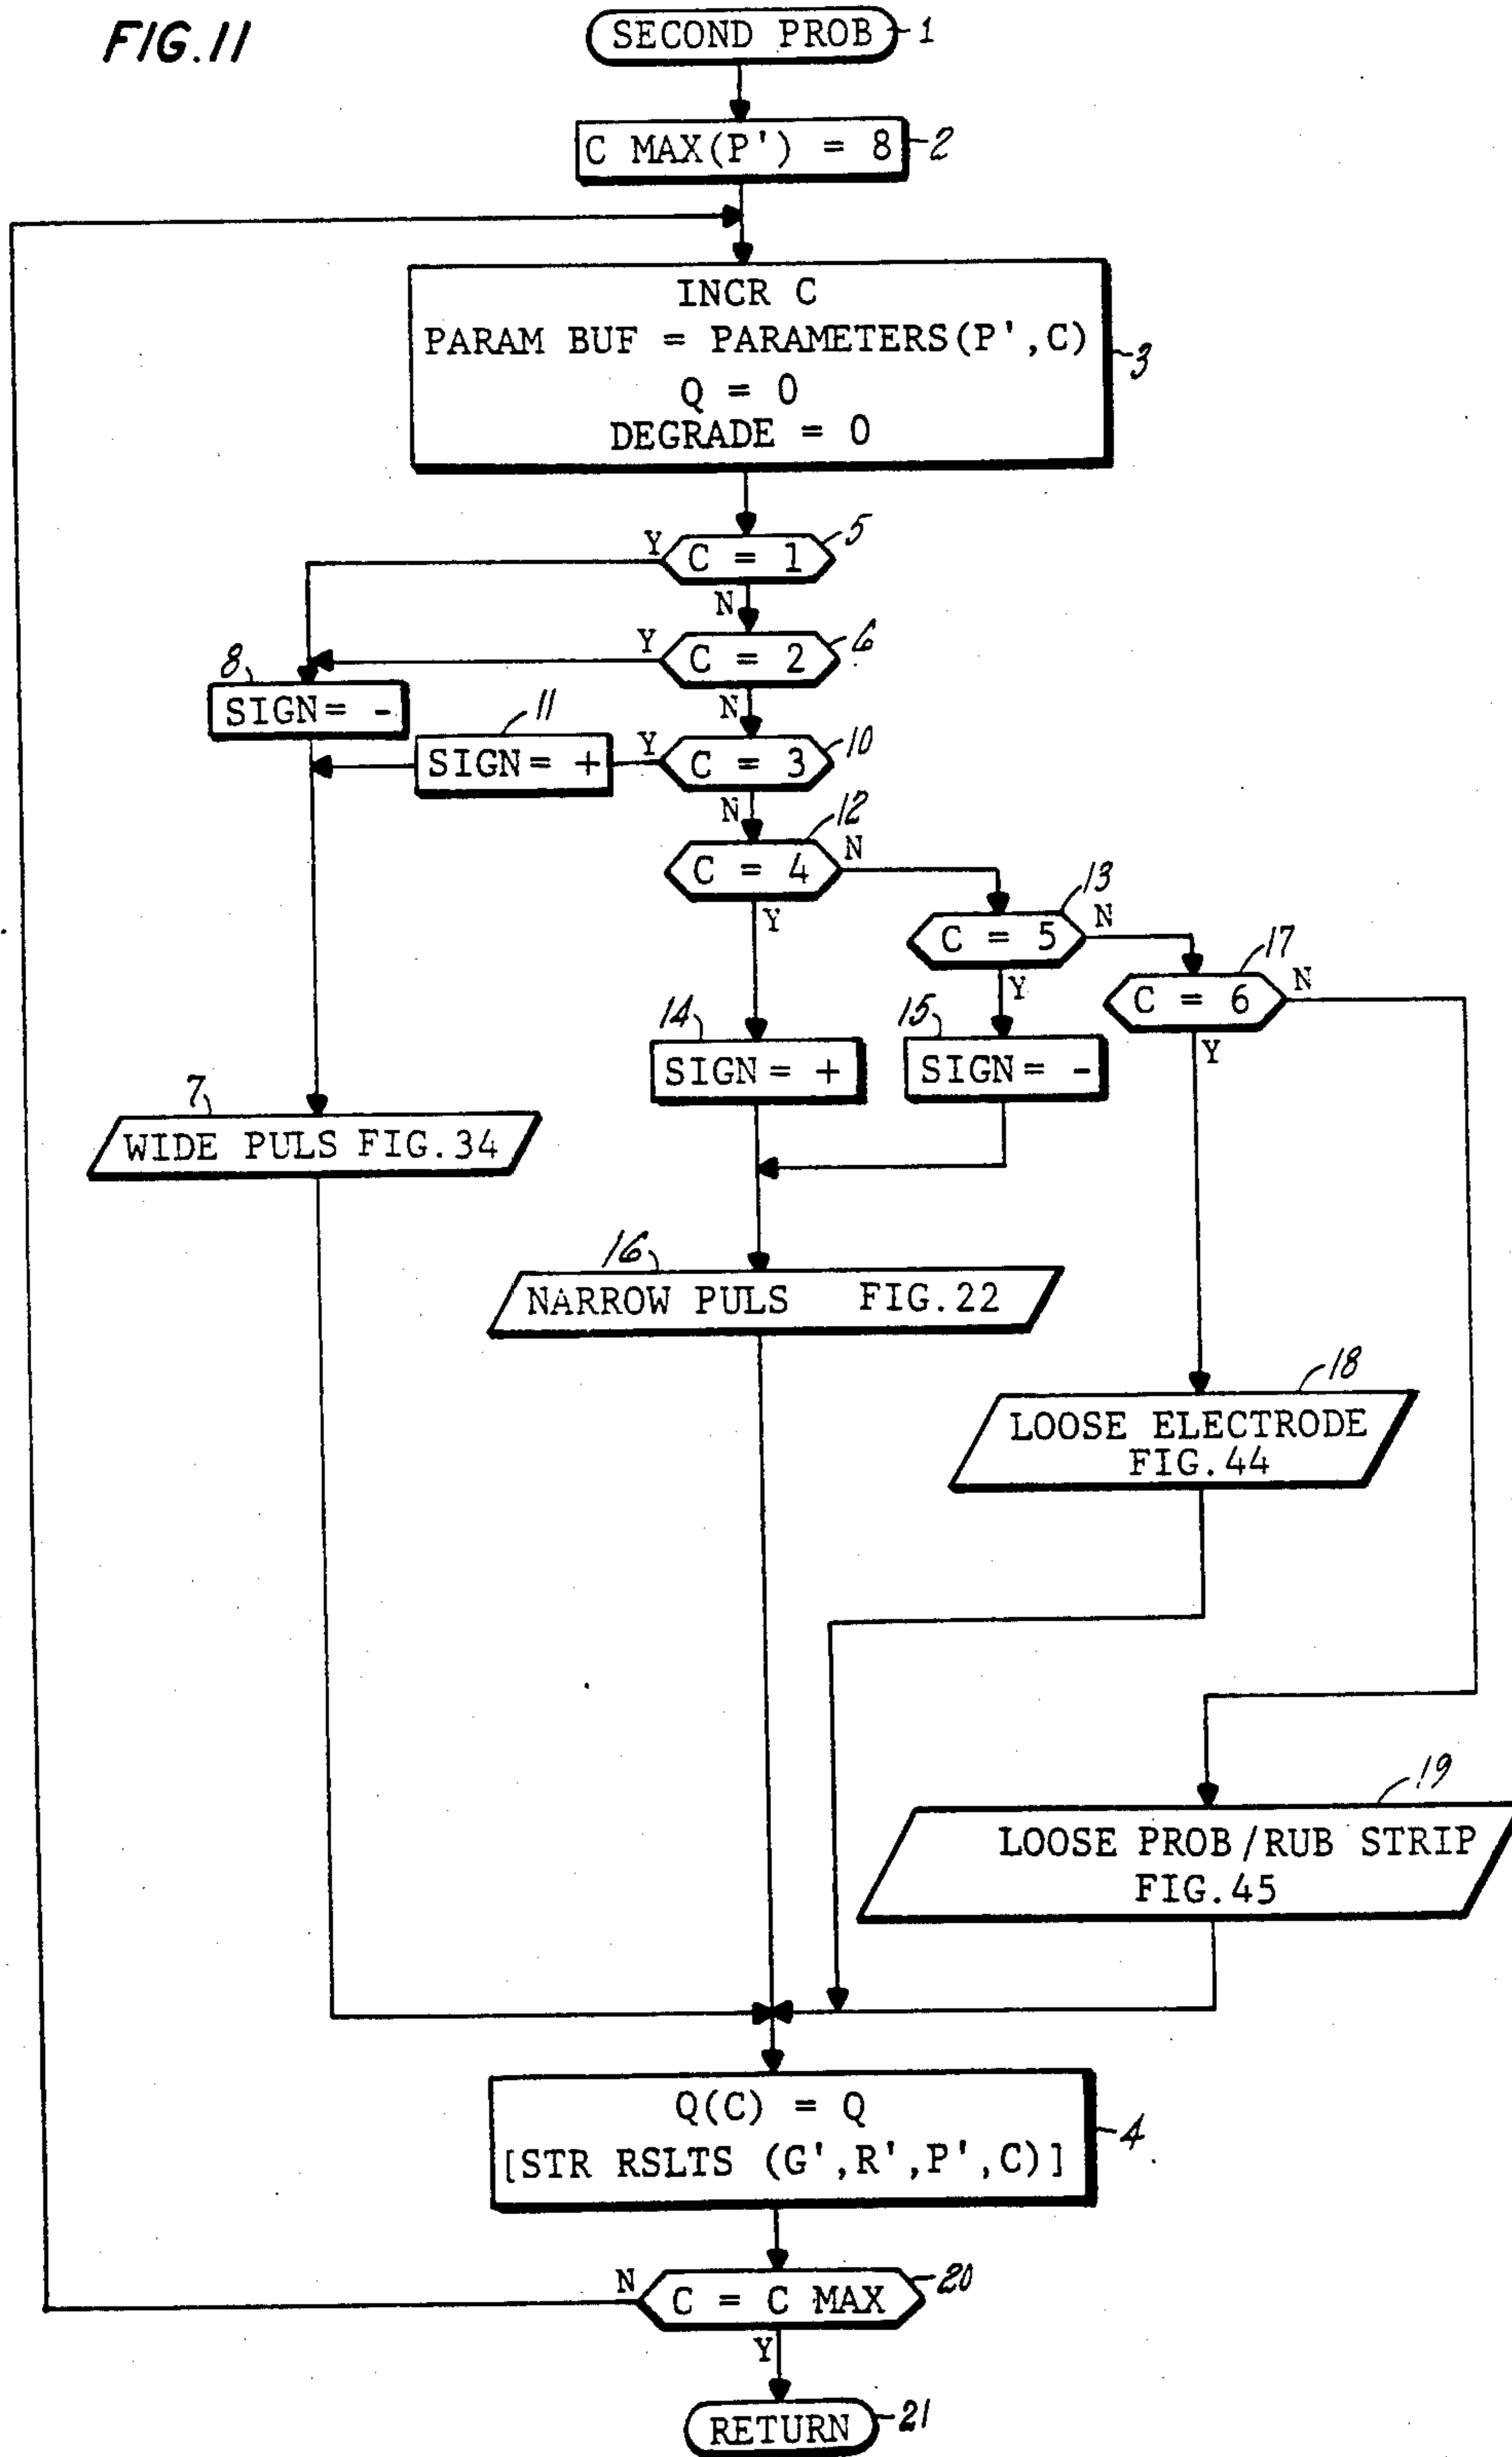 FIG.11
SECOND PROB 1
C MAX(P') = 8 2
INCR C
PARAM BUF = PARAMETERS(P',C)
3
Q = 0
DEGRADE = 0
5
Y C = 1
N
6
Y C = 2
8
SIGN= -
N
11
10
SIGN= + Y C = 3
N
12
C = 4 N
Y
13
C = 5 N
Y
17
C = 6 N
Y
14
SIGN= +
15
SIGN= -
7
WIDE PULS FIG.34
16
NARROW PULS FIG.22
18
LOOSE ELECTRODE
FIG.44
19
LOOSE PROB/RUB STRIP
FIG.45
Q(C) = Q
4
[STR RSLTS (G',R',P',C)]
N C = C MAX 20
Y
RETURN 21